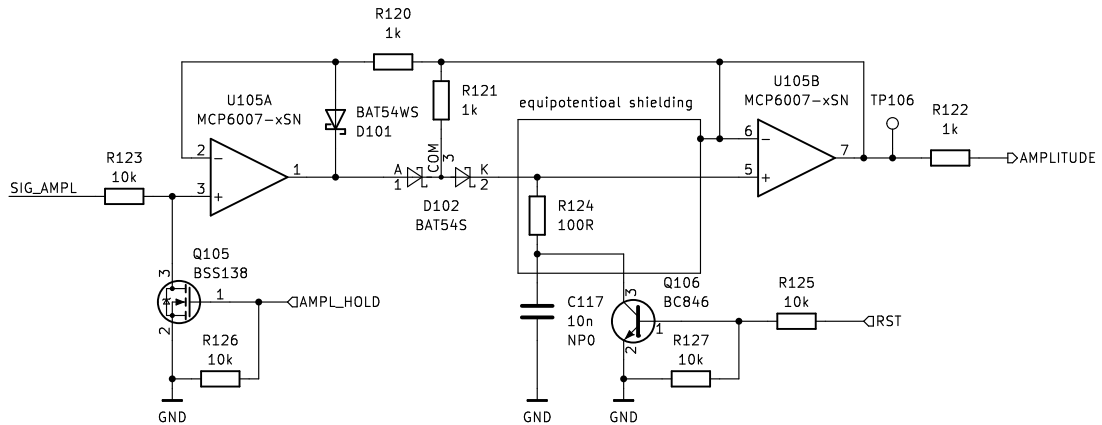 R120
1k
U105A
MCP6007-xSN
BAT54WS
D101
R121
1k
equipotentioal shielding
U105B
MCP6007-xSN
TP106
R122
1k
AMPLITUDE
R123
10k
SIG_AMPL
2
3
1
A
1
COM
3
K
2
D102
BAT54S
6
5
7
R124
100R
Q105
BSS138
3
1
2
AMPL_HOLD
R126
10k
GND
C117
10n
NP0
GND
Q106
BC846
3
1
2
R125
10k
RST
R127
10k
GND